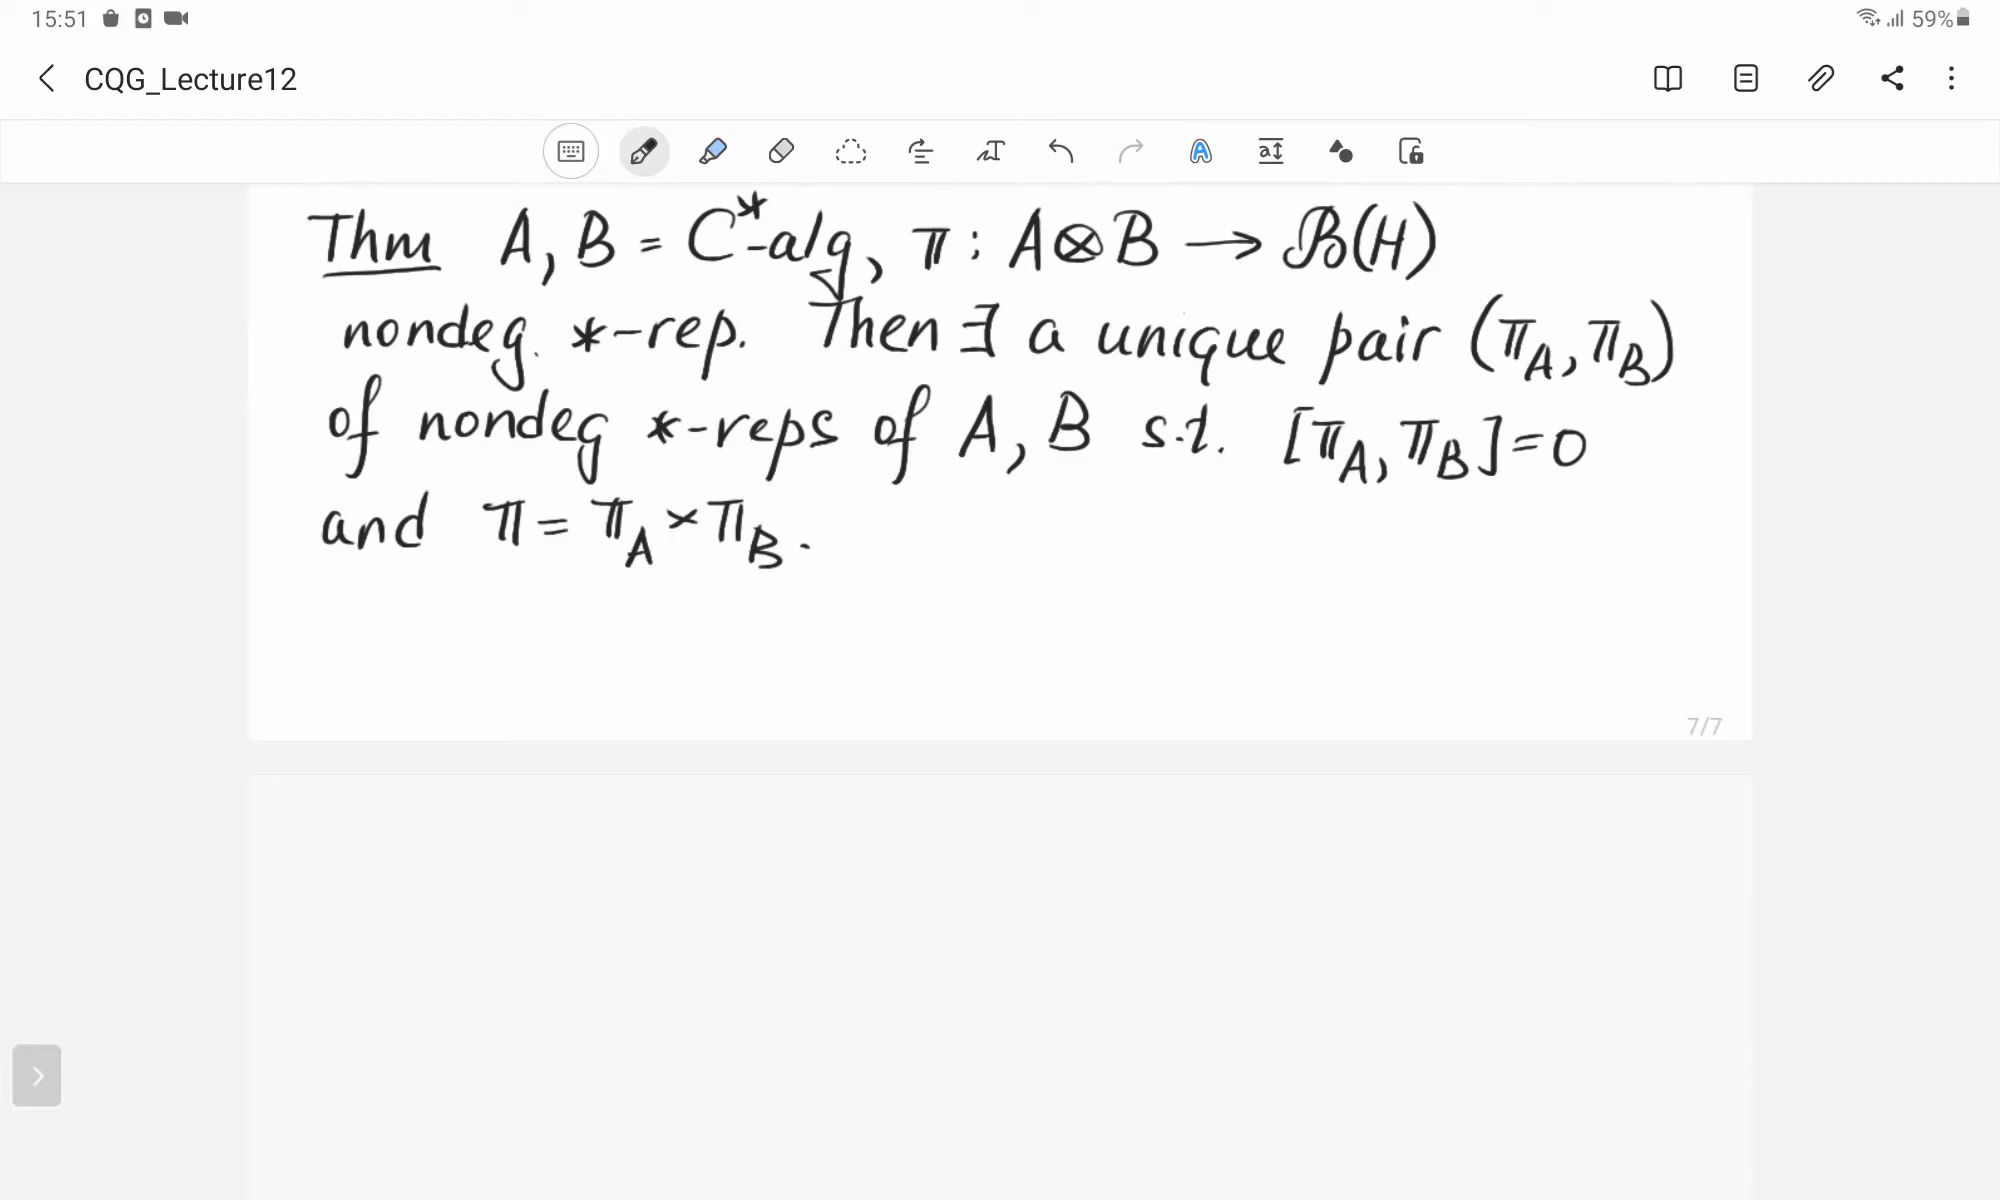 15:51 59%
CQG_Lecture12
Thm A, B = C*-alg, π : A⊗B → B(H)
nondeg. *-rep. Then ∃ a unique pair (π_A, π_B)
of nondeg *-reps of A, B s.t. [π_A, π_B]=0
and π = π_A × π_B.
7/7